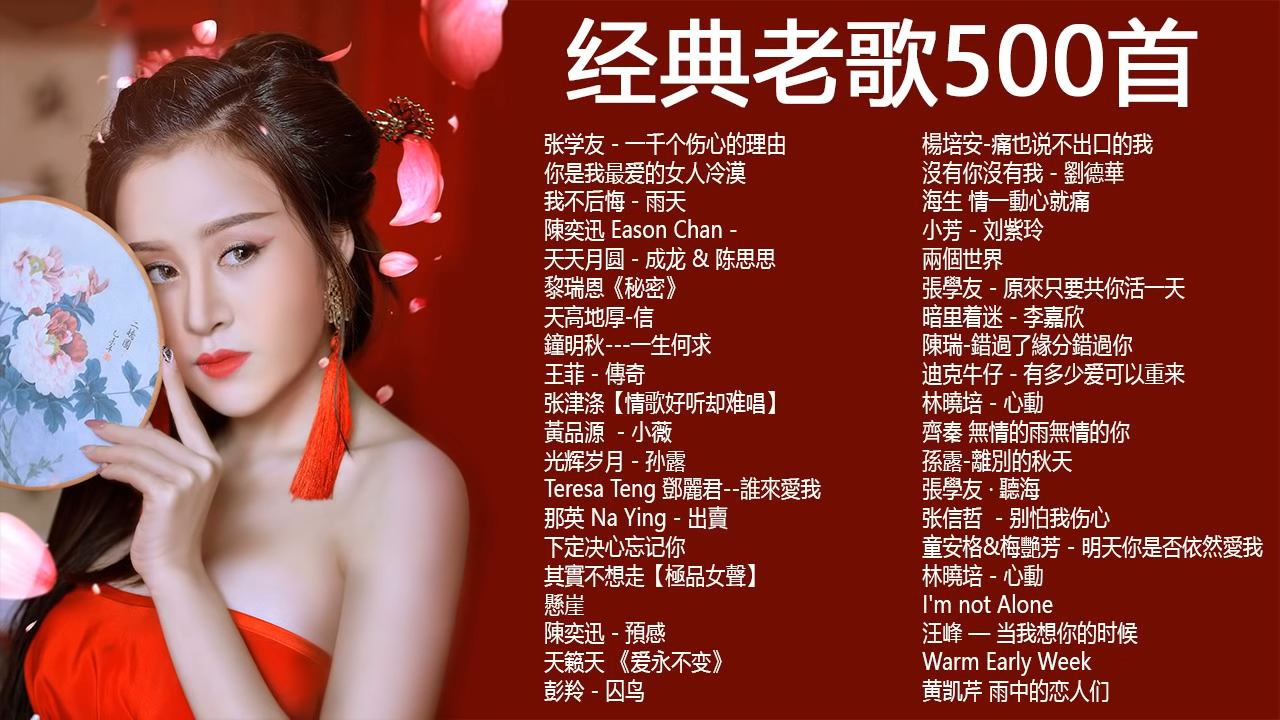 经典老歌500首
张学友 - 一千个伤心的理由
你是我最爱的女人冷漠
我不后悔 - 雨天
陳奕迅 Eason Chan -
天天月圆 - 成龙 & 陈思思
黎瑞恩《秘密》
天高地厚-信
鐘明秋---一生何求
王菲 - 傳奇
张津涤【情歌好听却难唱】
黃品源 - 小薇
光辉岁月 - 孙露
Teresa Teng 鄧麗君--誰來愛我
那英 Na Ying - 出賣
下定决心忘记你
其實不想走【極品女聲】
懸崖
陳奕迅 - 預感
天籁天 《爱永不变》
彭羚 - 囚鸟
楊培安-痛也说不出口的我
沒有你沒有我 - 劉德華
海生 情一動心就痛
小芳 - 刘紫玲
兩個世界
張學友 - 原來只要共你活一天
暗里着迷 - 李嘉欣
陳瑞-錯過了緣分錯過你
迪克牛仔 - 有多少爱可以重来
林曉培 - 心動
齊秦 無情的雨無情的你
孫露-離別的秋天
張學友 · 聽海
张信哲 - 别怕我伤心
童安格&梅艷芳 - 明天你是否依然愛我
林曉培 - 心動
I'm not Alone
汪峰 — 当我想你的时候
Warm Early Week
黄凯芹 雨中的恋人们